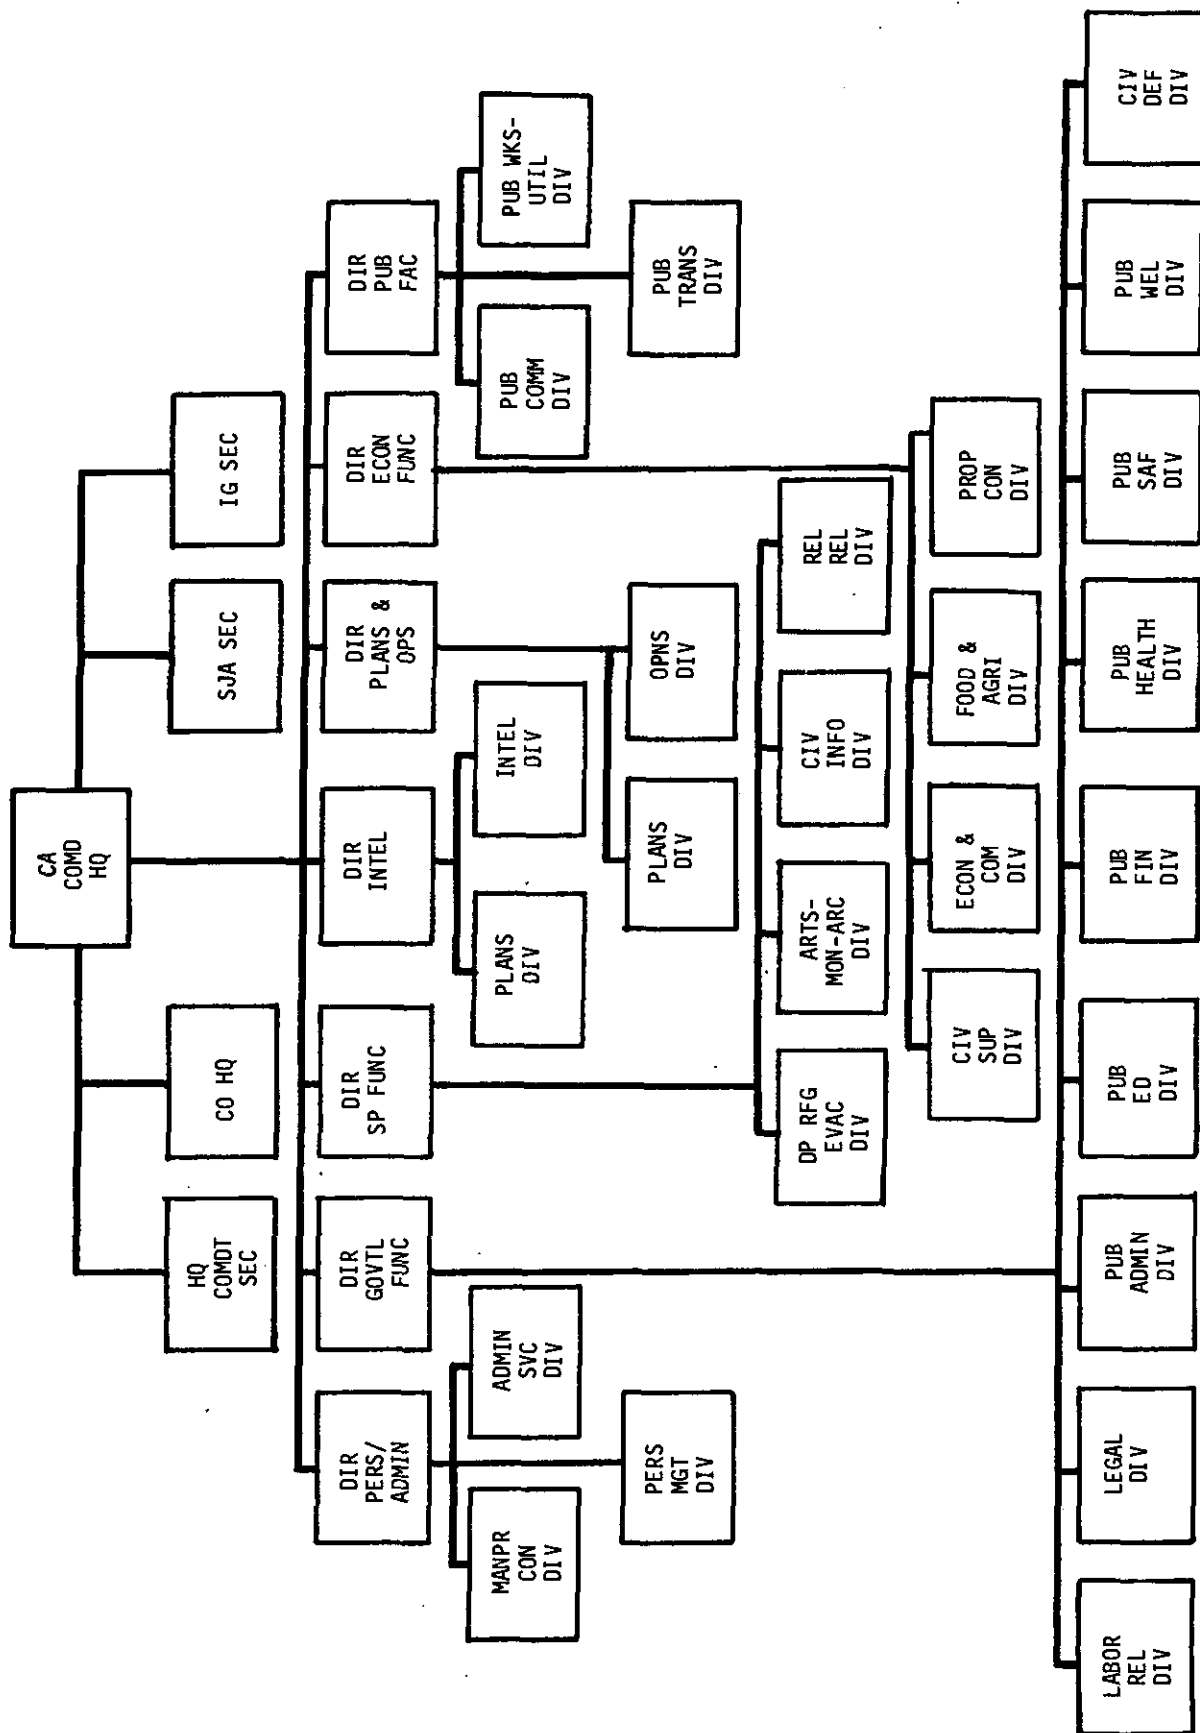 CA
COMD
HQ
HQ
COMDT
SEC
CO HQ
SJA SEC
IG SEC
DIR
PERS/
ADMIN
DIR
GOVTL
FUNC
DIR
SP FUNC
DIR
INTEL
DIR
PLANS &
OPS
DIR
ECON
FUNC
DIR
PUB
FAC
MANPR
CON
DIV
ADMIN
SVC
DIV
PLANS
DIV
INTEL
DIV
PUB
COMM
DIV
PUB WKS-
UTIL
DIV
PERS
MGT
DIV
PLANS
DIV
OPNS
DIV
PUB
TRANS
DIV
DP RFG
EVAC
DIV
ARTS-
MON-ARC
DIV
CIV
INFO
DIV
REL
REL
DIV
CIV
SUP
DIV
ECON &
COM
DIV
FOOD &
AGRI
DIV
PROP
CON
DIV
LABOR
REL
DIV
LEGAL
DIV
PUB
ADMIN
DIV
PUB
ED
DIV
PUB
FIN
DIV
PUB
HEALTH
DIV
PUB
SAF
DIV
PUB
WEL
DIV
CIV
DEF
DIV